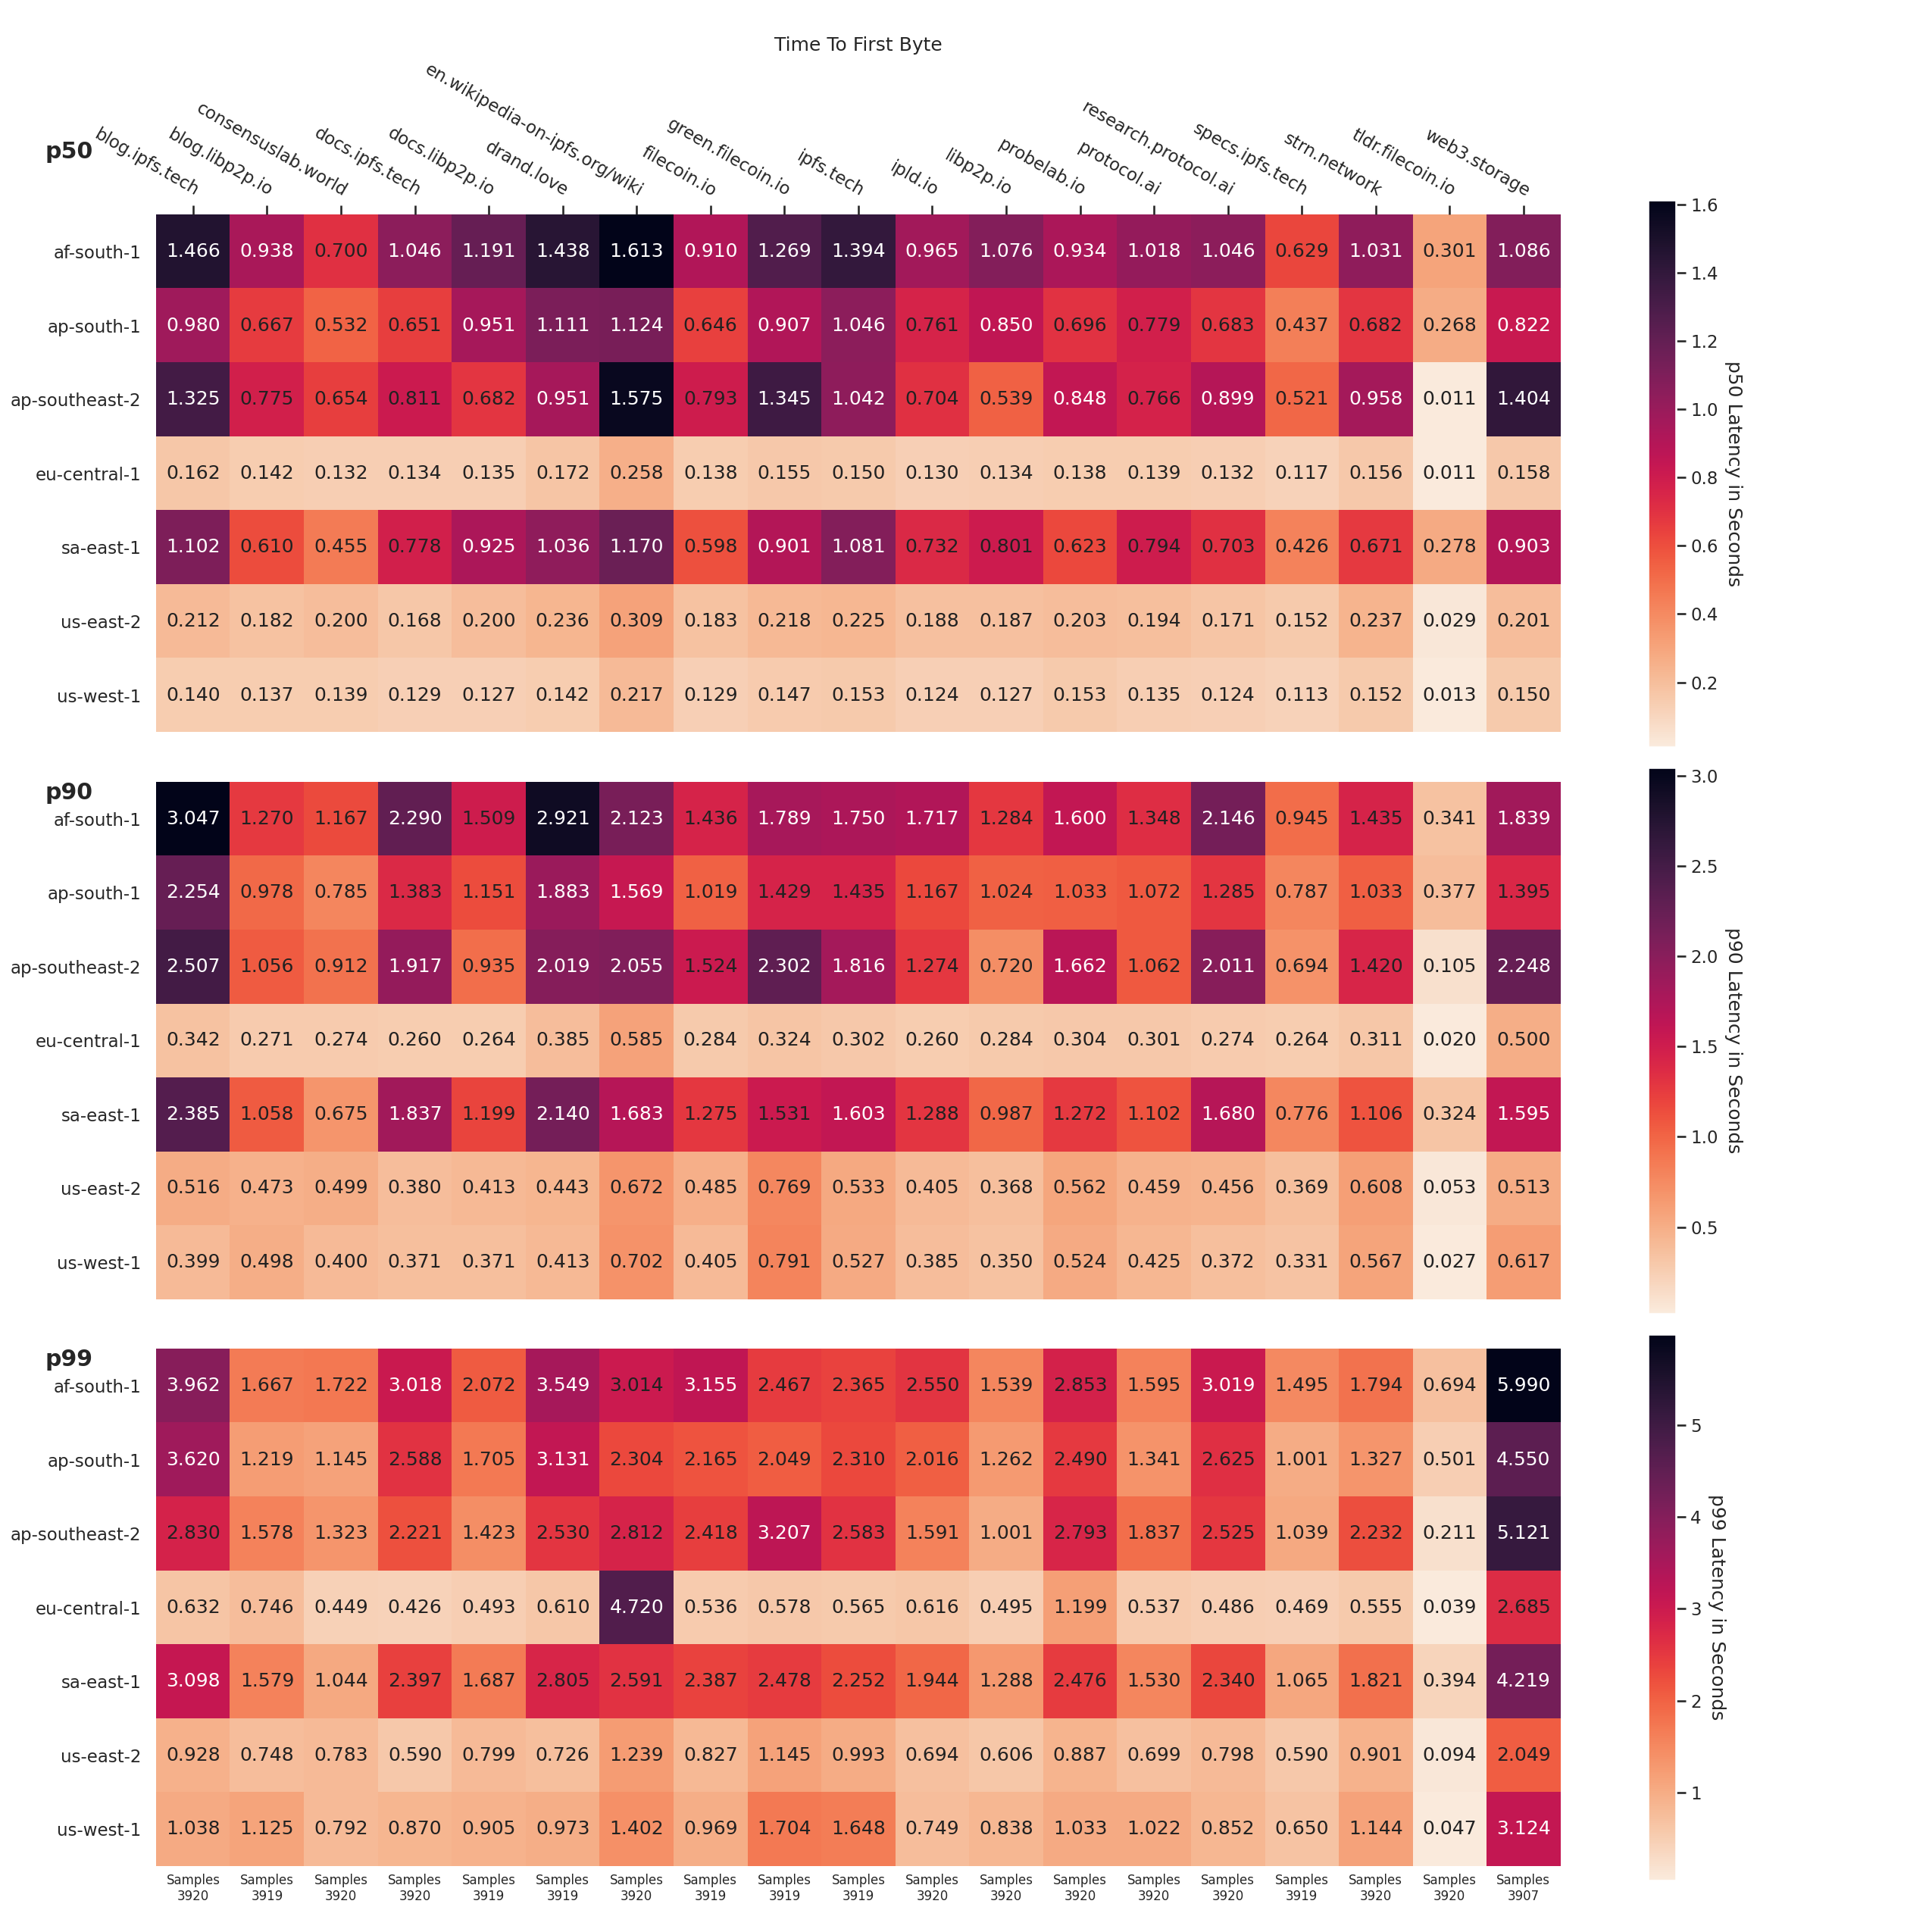 Time To First Byte
p50
blog.ipfs.tech
blog.libp2p.io
consensuslab.world
docs.ipfs.tech
docs.libp2p.io
drand.love
en.wikipedia-on-ipfs.org/wiki
filecoin.io
green.filecoin.io
ipfs.tech
ipld.io
libp2p.io
probelab.io
protocol.ai
research.protocol.ai
specs.ipfs.tech
strn.network
tldr.filecoin.io
web3.storage
af-south-1 1.466 0.938 0.700 1.046 1.191 1.438 1.613 0.910 1.269 1.394 0.965 1.076 0.934 1.018 1.046 0.629 1.031 0.301 1.086
ap-south-1 0.980 0.667 0.532 0.651 0.951 1.111 1.124 0.646 0.907 1.046 0.761 0.850 0.696 0.779 0.683 0.437 0.682 0.268 0.822
ap-southeast-2 1.325 0.775 0.654 0.811 0.682 0.951 1.575 0.793 1.345 1.042 0.704 0.539 0.848 0.766 0.899 0.521 0.958 0.011 1.404
eu-central-1 0.162 0.142 0.132 0.134 0.135 0.172 0.258 0.138 0.155 0.150 0.130 0.134 0.138 0.139 0.132 0.117 0.156 0.011 0.158
sa-east-1 1.102 0.610 0.455 0.778 0.925 1.036 1.170 0.598 0.901 1.081 0.732 0.801 0.623 0.794 0.703 0.426 0.671 0.278 0.903
us-east-2 0.212 0.182 0.200 0.168 0.200 0.236 0.309 0.183 0.218 0.225 0.188 0.187 0.203 0.194 0.171 0.152 0.237 0.029 0.201
us-west-1 0.140 0.137 0.139 0.129 0.127 0.142 0.217 0.129 0.147 0.153 0.124 0.127 0.153 0.135 0.124 0.113 0.152 0.013 0.150
1.6
1.4
1.2
1.0
0.8
0.6
0.4
0.2
p50 Latency in Seconds
p90
af-south-1 3.047 1.270 1.167 2.290 1.509 2.921 2.123 1.436 1.789 1.750 1.717 1.284 1.600 1.348 2.146 0.945 1.435 0.341 1.839
ap-south-1 2.254 0.978 0.785 1.383 1.151 1.883 1.569 1.019 1.429 1.435 1.167 1.024 1.033 1.072 1.285 0.787 1.033 0.377 1.395
ap-southeast-2 2.507 1.056 0.912 1.917 0.935 2.019 2.055 1.524 2.302 1.816 1.274 0.720 1.662 1.062 2.011 0.694 1.420 0.105 2.248
eu-central-1 0.342 0.271 0.274 0.260 0.264 0.385 0.585 0.284 0.324 0.302 0.260 0.284 0.304 0.301 0.274 0.264 0.311 0.020 0.500
sa-east-1 2.385 1.058 0.675 1.837 1.199 2.140 1.683 1.275 1.531 1.603 1.288 0.987 1.272 1.102 1.680 0.776 1.106 0.324 1.595
us-east-2 0.516 0.473 0.499 0.380 0.413 0.443 0.672 0.485 0.769 0.533 0.405 0.368 0.562 0.459 0.456 0.369 0.608 0.053 0.513
us-west-1 0.399 0.498 0.400 0.371 0.371 0.413 0.702 0.405 0.791 0.527 0.385 0.350 0.524 0.425 0.372 0.331 0.567 0.027 0.617
3.0
2.5
2.0
1.5
1.0
0.5
p90 Latency in Seconds
p99
af-south-1 3.962 1.667 1.722 3.018 2.072 3.549 3.014 3.155 2.467 2.365 2.550 1.539 2.853 1.595 3.019 1.495 1.794 0.694 5.990
ap-south-1 3.620 1.219 1.145 2.588 1.705 3.131 2.304 2.165 2.049 2.310 2.016 1.262 2.490 1.341 2.625 1.001 1.327 0.501 4.550
ap-southeast-2 2.830 1.578 1.323 2.221 1.423 2.530 2.812 2.418 3.207 2.583 1.591 1.001 2.793 1.837 2.525 1.039 2.232 0.211 5.121
eu-central-1 0.632 0.746 0.449 0.426 0.493 0.610 4.720 0.536 0.578 0.565 0.616 0.495 1.199 0.537 0.486 0.469 0.555 0.039 2.685
sa-east-1 3.098 1.579 1.044 2.397 1.687 2.805 2.591 2.387 2.478 2.252 1.944 1.288 2.476 1.530 2.340 1.065 1.821 0.394 4.219
us-east-2 0.928 0.748 0.783 0.590 0.799 0.726 1.239 0.827 1.145 0.993 0.694 0.606 0.887 0.699 0.798 0.590 0.901 0.094 2.049
us-west-1 1.038 1.125 0.792 0.870 0.905 0.973 1.402 0.969 1.704 1.648 0.749 0.838 1.033 1.022 0.852 0.650 1.144 0.047 3.124
5
4
3
2
1
p99 Latency in Seconds
Samples Samples Samples Samples Samples Samples Samples Samples Samples Samples Samples Samples Samples Samples Samples Samples Samples Samples Samples
3920 3919 3920 3920 3919 3919 3920 3919 3919 3919 3920 3920 3920 3920 3920 3919 3920 3920 3907